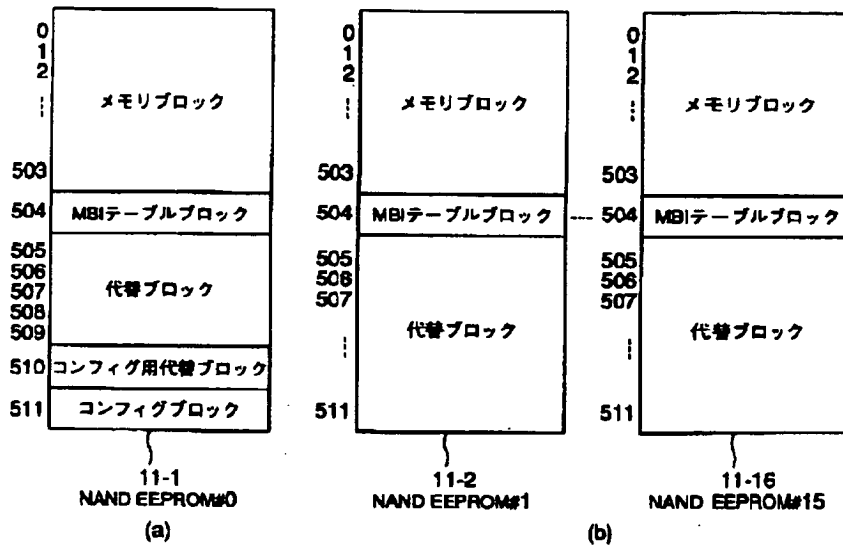 0
1
2
503
504
505
506
507
508
509
510
511
メモリブロック
MBIテーブルブロック
代替ブロック
コンフィグ用代替ブロック
コンフィグブロック
11-1
NAND EEPROM#0
(a)
0
1
2
503
504
505
506
507
511
メモリブロック
MBIテーブルブロック
代替ブロック
11-2
NAND EEPROM#1
0
1
2
503
504
505
506
507
511
メモリブロック
MBIテーブルブロック
代替ブロック
11-16
NAND EEPROM#15
(b)